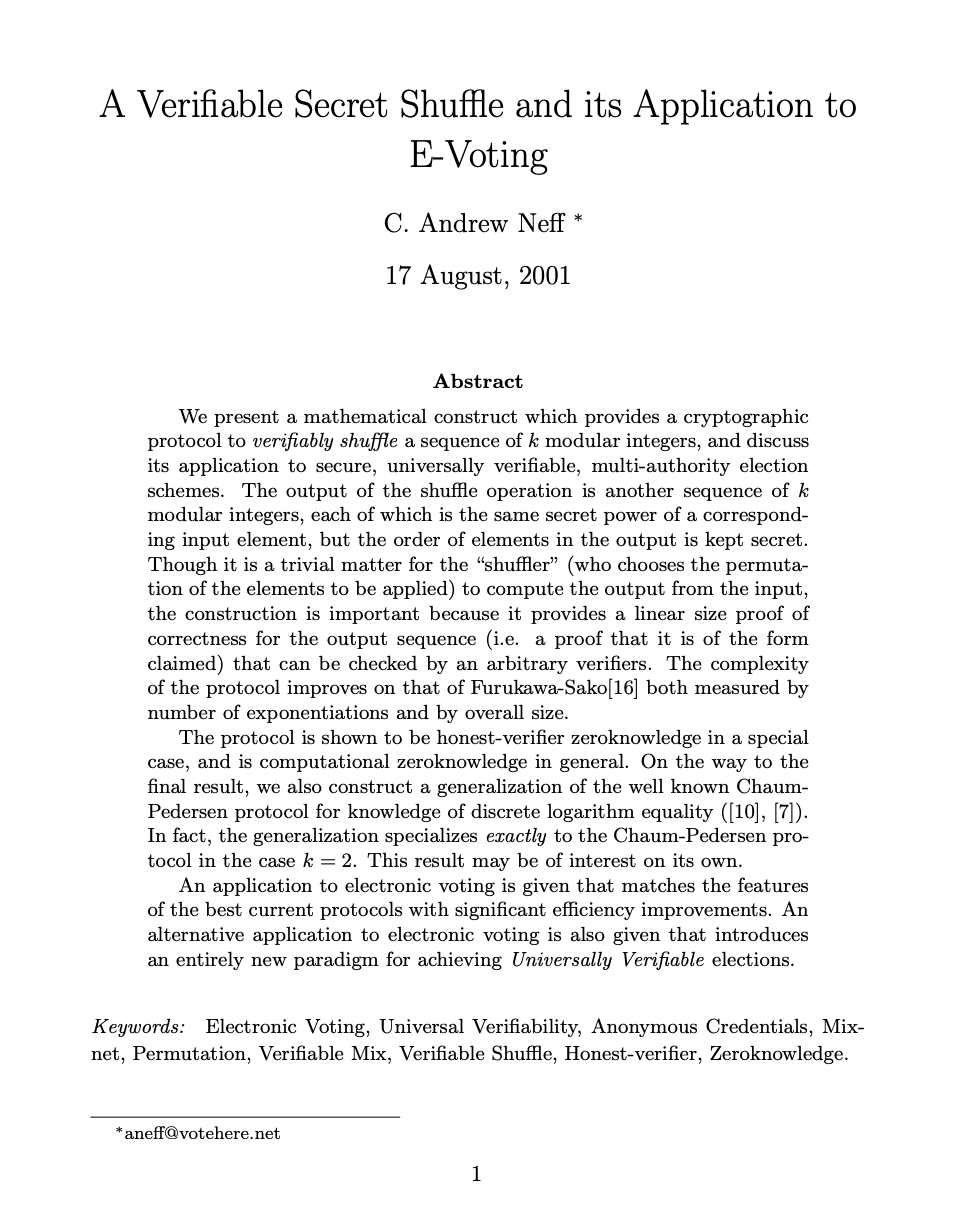 A Verifiable Secret Shuffle and its Application to
E-Voting
C. Andrew Neff *
17 August, 2001
Abstract
We present a mathematical construct which provides a cryptographic
protocol to verifiably shuffle a sequence of k modular integers, and discuss
its application to secure, universally verifiable, multi-authority election
schemes. The output of the shuffle operation is another sequence of k
modular integers, each of which is the same secret power of a correspond-
ing input element, but the order of elements in the output is kept secret.
Though it is a trivial matter for the “shuffler” (who chooses the permuta-
tion of the elements to be applied) to compute the output from the input,
the construction is important because it provides a linear size proof of
correctness for the output sequence (i.e. a proof that it is of the form
claimed) that can be checked by an arbitrary verifiers. The complexity
of the protocol improves on that of Furukawa-Sako[16] both measured by
number of exponentiations and by overall size.
The protocol is shown to be honest-verifier zeroknowledge in a special
case, and is computational zeroknowledge in general. On the way to the
final result, we also construct a generalization of the well known Chaum-
Pedersen protocol for knowledge of discrete logarithm equality ([10], [7]).
In fact, the generalization specializes exactly to the Chaum-Pedersen pro-
tocol in the case k = 2. This result may be of interest on its own.
An application to electronic voting is given that matches the features
of the best current protocols with significant efficiency improvements. An
alternative application to electronic voting is also given that introduces
an entirely new paradigm for achieving Universally Verifiable elections.
Keywords: Electronic Voting, Universal Verifiability, Anonymous Credentials, Mix-
net, Permutation, Verifiable Mix, Verifiable Shuffle, Honest-verifier, Zeroknowledge.
*aneff@votehere.net
1